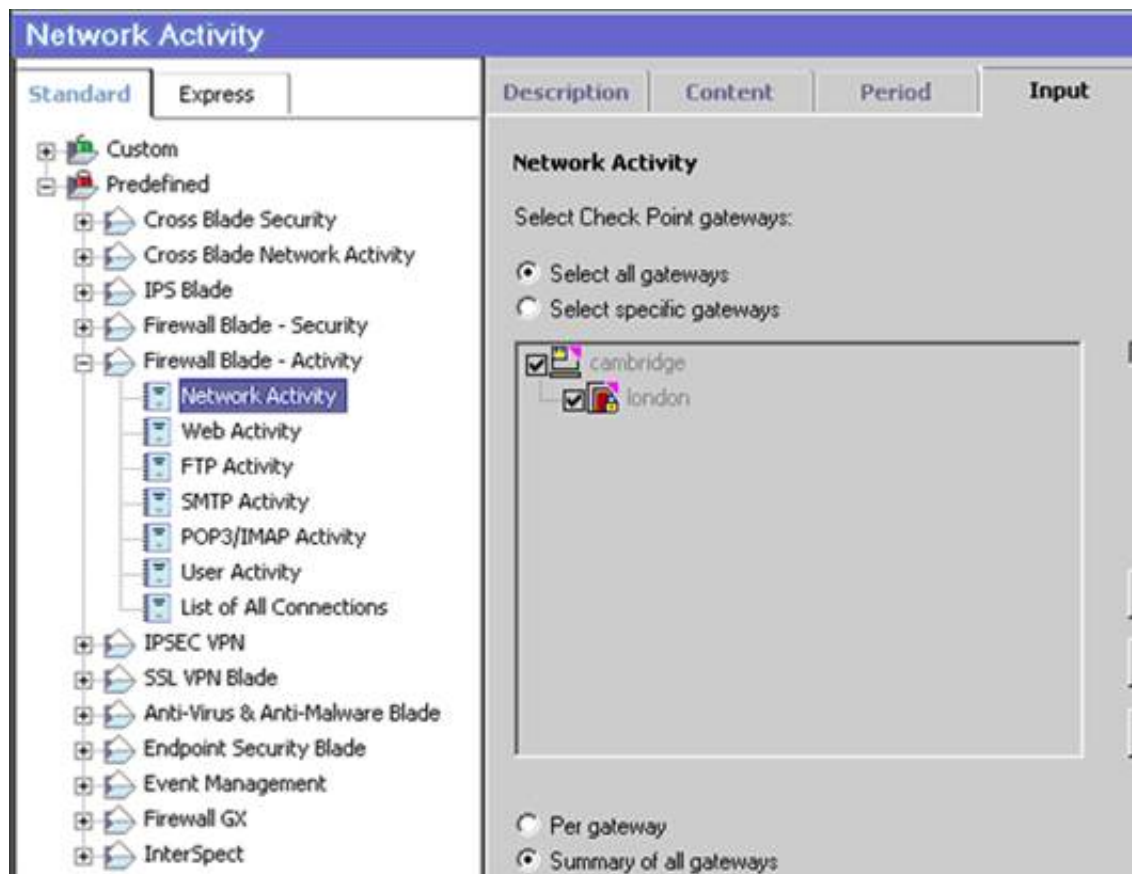 Network Activity
Standard
Express
Custom
Predefined
Cross Blade Security
Cross Blade Network Activity
IPS Blade
Firewall Blade - Security
Firewall Blade - Activity
Network Activity
Web Activity
FTP Activity
SMTP Activity
POP3/IMAP Activity
User Activity
List of All Connections
IPSEC VPN
SSL VPN Blade
Anti-Virus & Anti-Malware Blade
Endpoint Security Blade
Event Management
Firewall GX
InterSpect
Description
Content
Period
Input
Network Activity
Select Check Point gateways:
Select all gateways
Select specific gateways
cambridge
london
Per gateway
Summary of all gateways